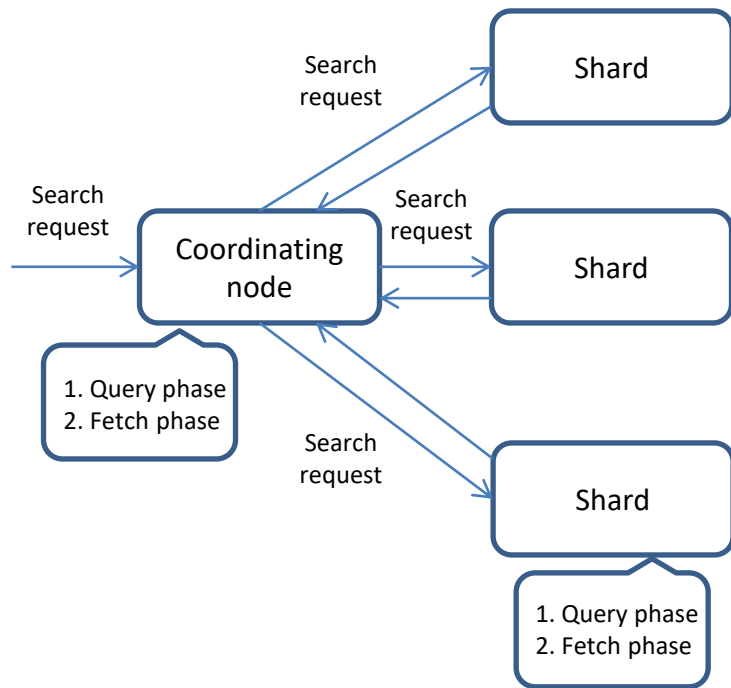 Search
request
Shard
Search
request
Search
request
Coordinating
node
Shard
1. Query phase
2. Fetch phase
Search
request
Shard
1. Query phase
2. Fetch phase